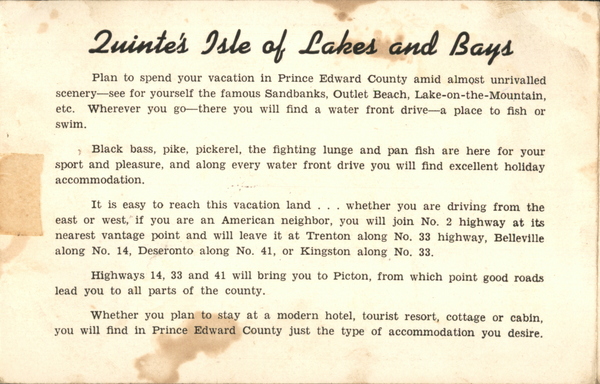 Quinte's Isle of Lakes and Bays
Plan to spend your vacation in Prince Edward County amid almost unrivalled
scenery—see for yourself the famous Sandbanks, Outlet Beach, Lake-on-the-Mountain,
etc. Wherever you go—there you will find a water front drive—a place to fish or
swim.
Black bass, pike, pickerel, the fighting lunge and pan fish are here for your
sport and pleasure, and along every water front drive you will find excellent holiday
accommodation.
It is easy to reach this vacation land . . . whether you are driving from the
east or west, if you are an American neighbor, you will join No. 2 highway at its
nearest vantage point and will leave it at Trenton along No. 33 highway, Belleville
along No. 14, Deseronto along No. 41, or Kingston along No. 33.
Highways 14, 33 and 41 will bring you to Picton, from which point good roads
lead you to all parts of the county.
Whether you plan to stay at a modern hotel, tourist resort, cottage or cabin,
you will find in Prince Edward County just the type of accommodation you desire.